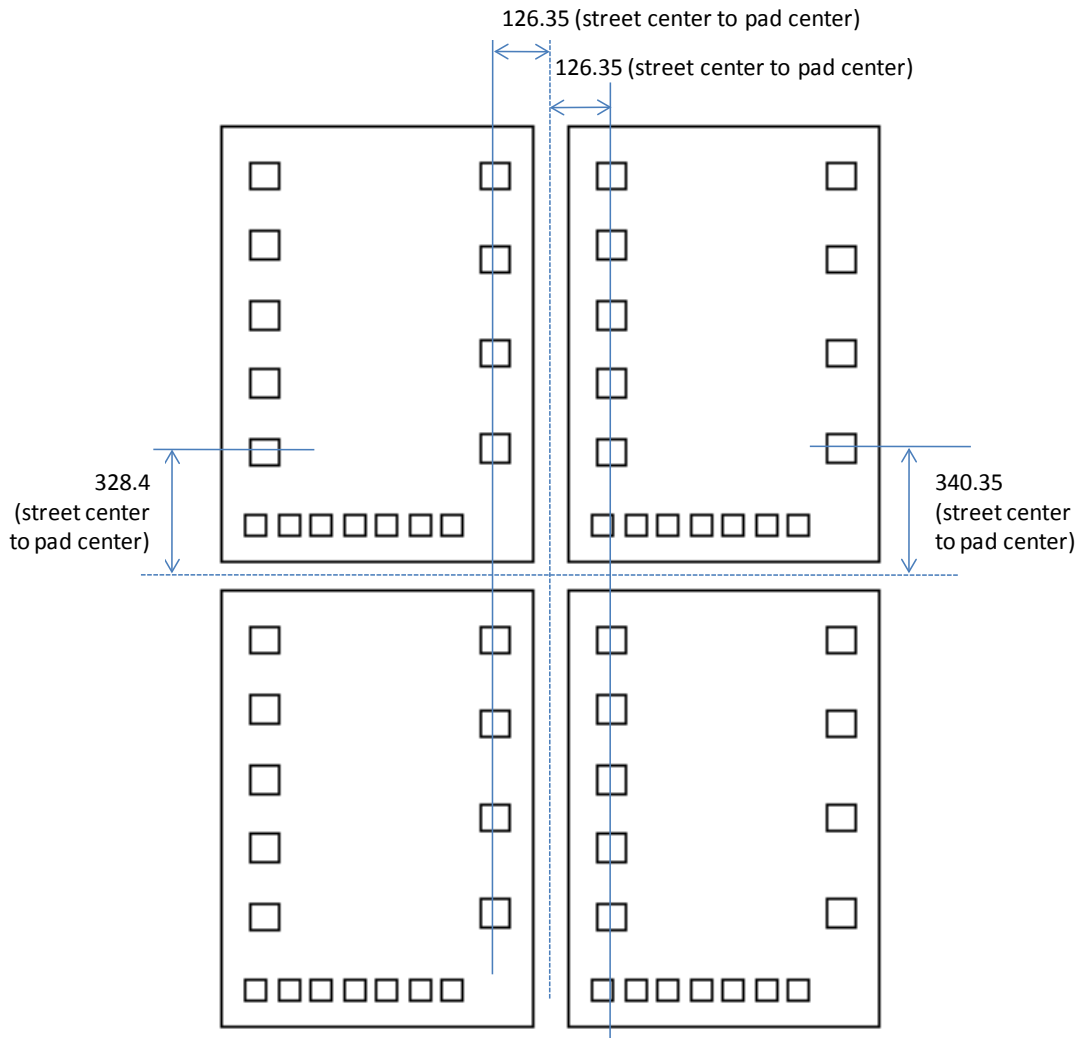 126.35 (street center to pad center)
126.35 (street center to pad center)
328.4
(street center
to pad center)
340.35
(street center
to pad center)